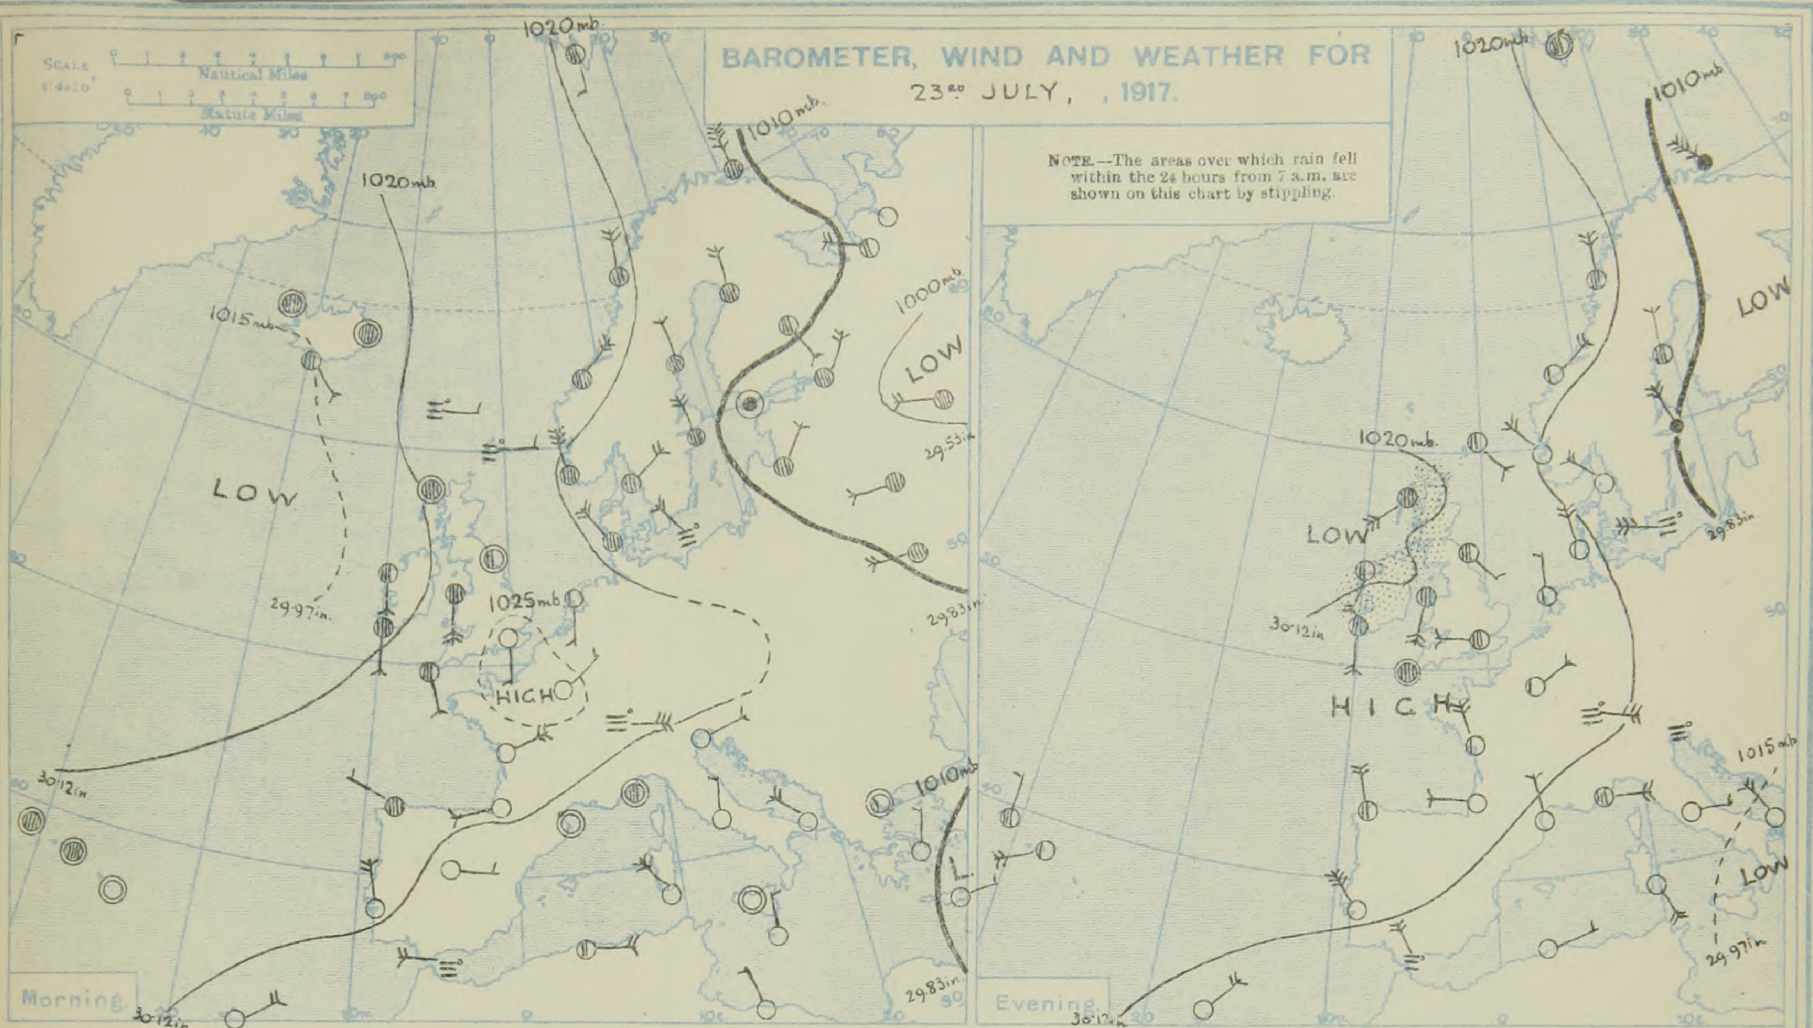 SCALE
Nautical Miles
Statute Miles
BAROMETER, WIND AND WEATHER FOR
23RD JULY, , 1917.
NOTE.—The areas over which rain fell
within the 24 hours from 7 a.m. are
shown on this chart by stippling.
1020mb.
1010mb.
1020mb
1015mb
1000mb
LOW
29.53in
LOW
29.97in.
1025mb.
HIGH
29.83in
30.12in.
1010mb
29.83in.
Morning
30.12in
1020mb
1010mb
LOW
1020mb.
LOW
29.83in.
30.12in
HIGH
1015mb
LOW
29.97in
Evening
30.12in